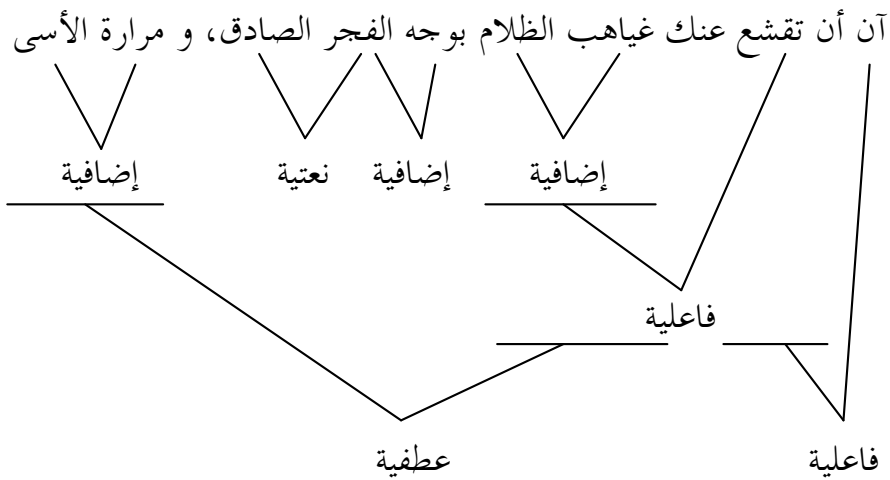 آن أن تقشع عنك غياهب الظلام بوجه الفجر الصادق، و مرارة الأسى
إضافية إضافية نعتية إضافية
فاعلية
فاعلية عطفية